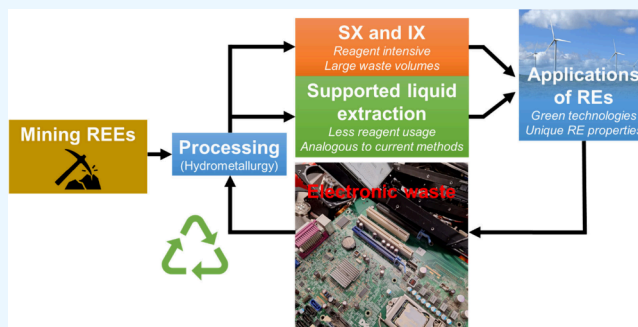 Mining REEs
Processing
(Hydrometallurgy)
SX and IX
Reagent intensive
Large waste volumes
Supported liquid
extraction
Less reagent usage
Analogous to current methods
Applications
of REs
Green technologies
Unique RE properties
Electronic waste